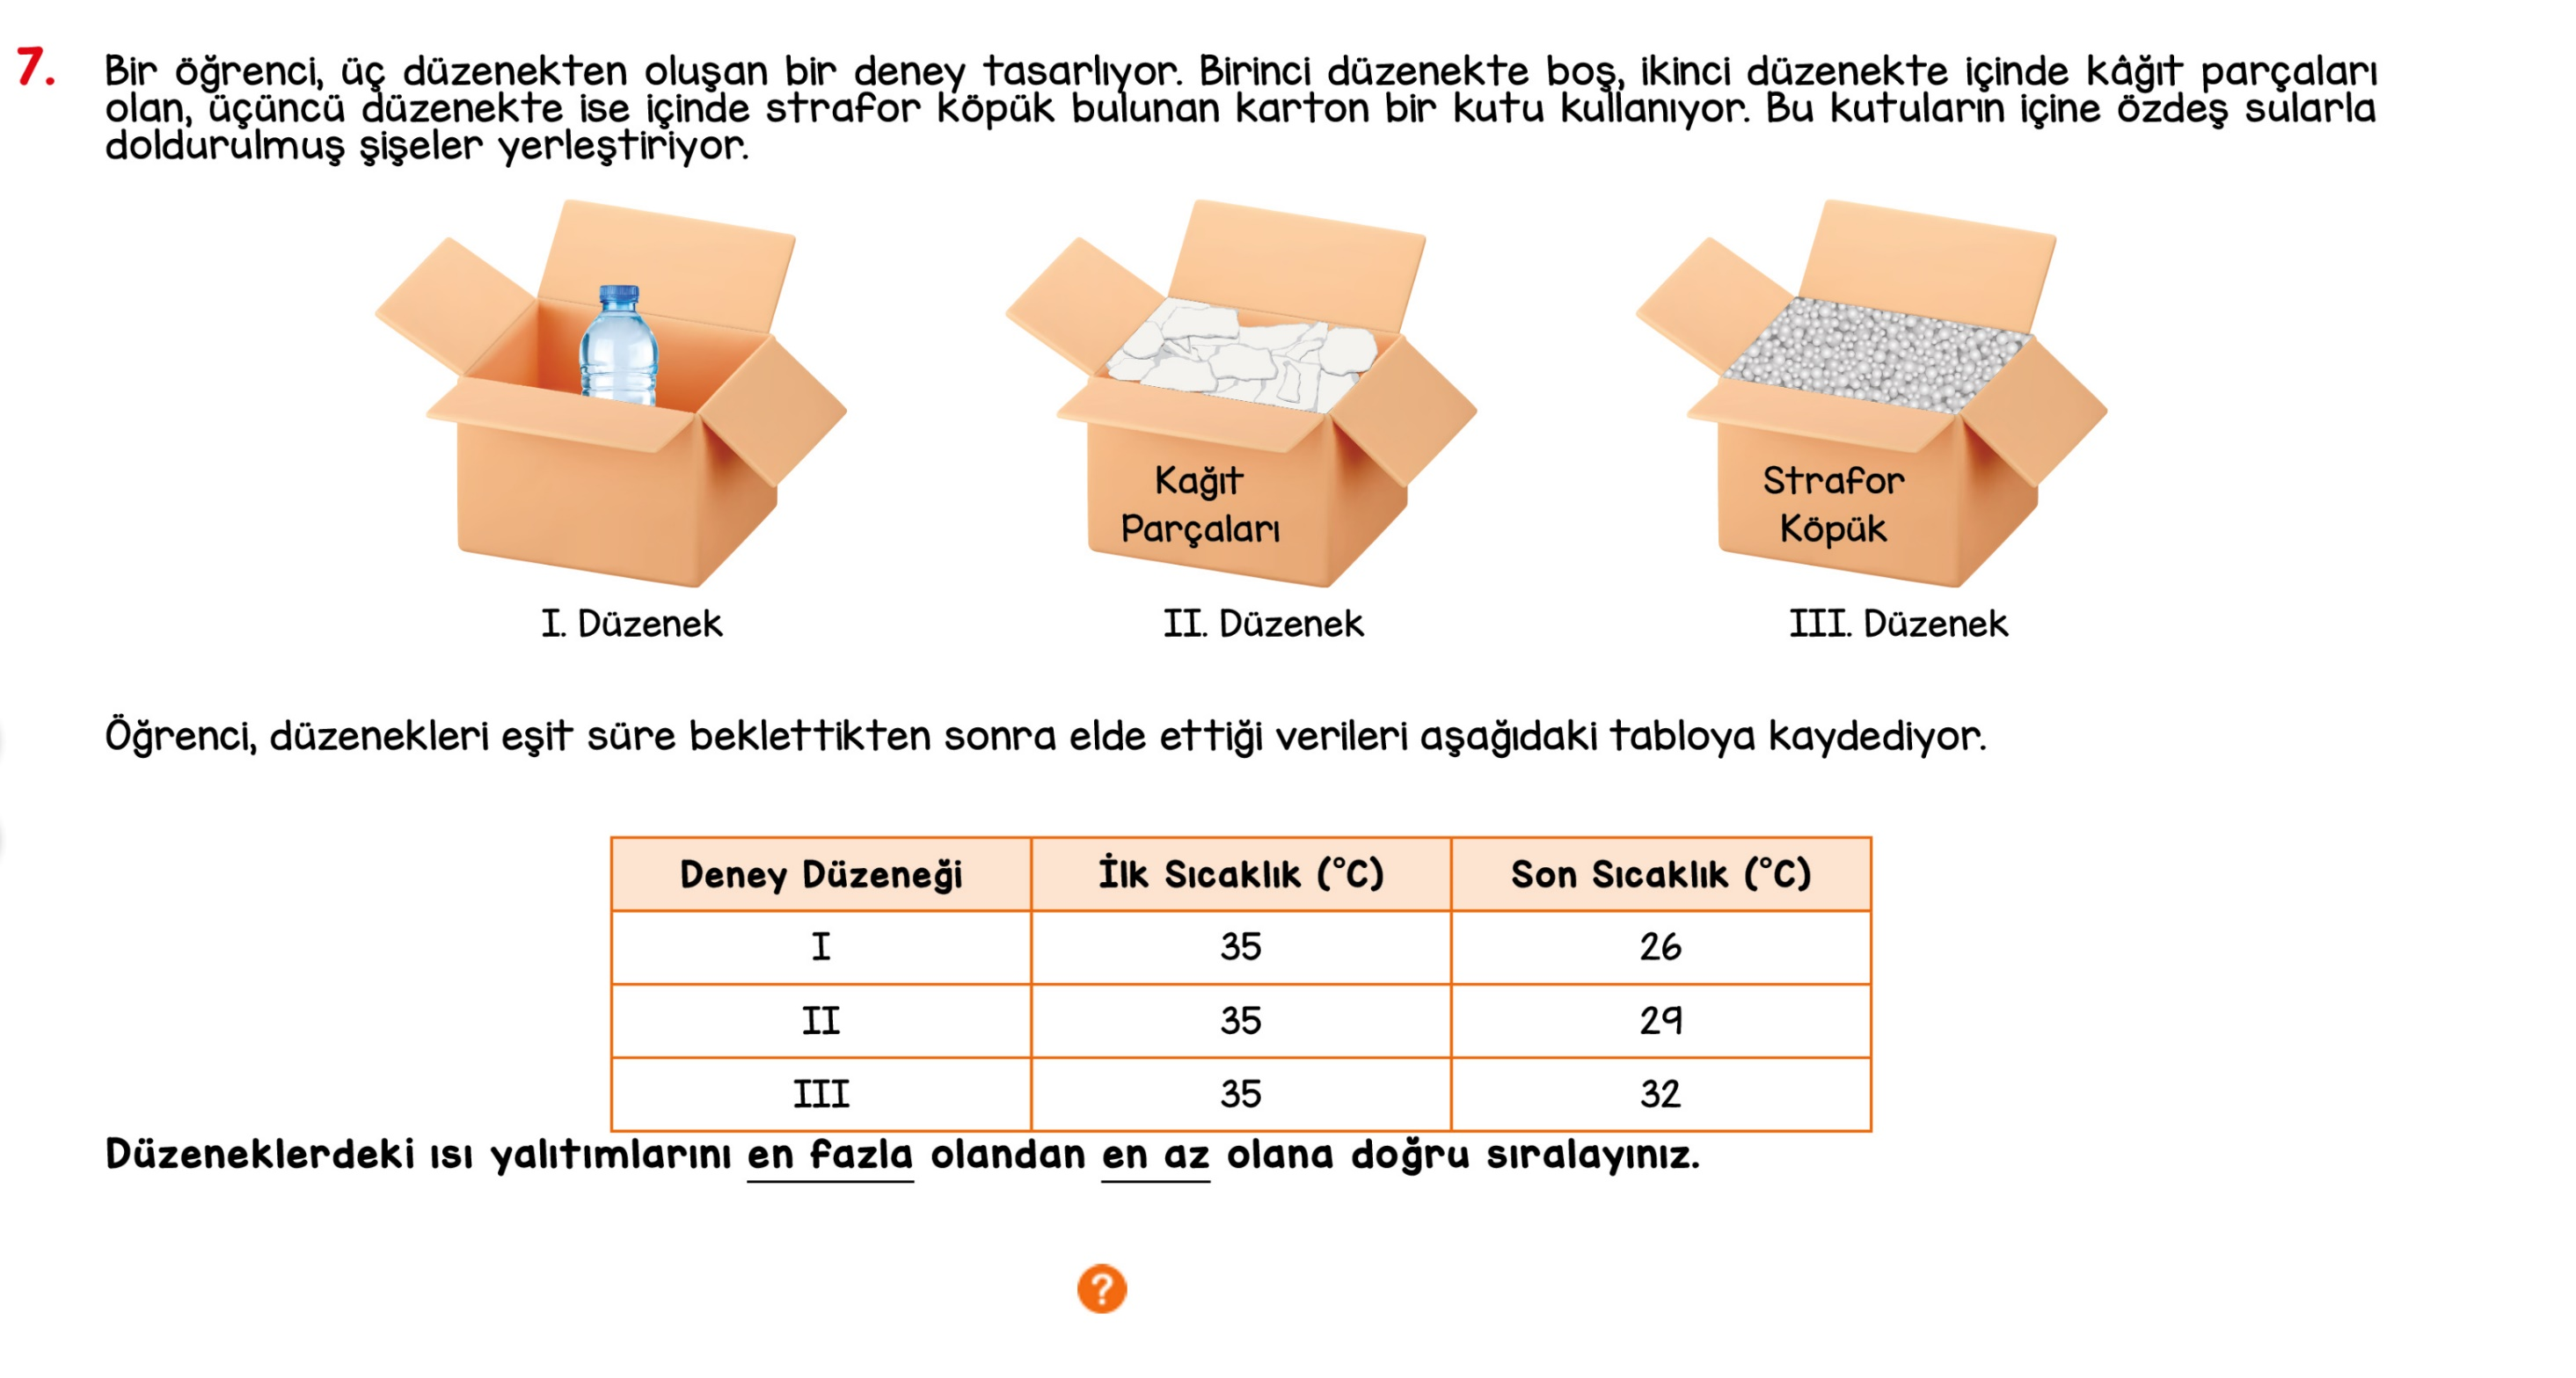 7.
Bir öğrenci, üç düzenekten oluşan bir deney tasarlıyor. Birinci düzenekte boş, ikinci düzenekte içinde kâğıt parçaları
olan, üçüncü düzenekte ise içinde strafor köpük bulunan karton bir kutu kullanıyor. Bu kutuların içine özdeş sularla
doldurulmuş şişeler yerleştiriyor.
Kağıt
Parçaları
Strafor
Köpük
I. Düzenek
II. Düzenek
III. Düzenek
Öğrenci, düzenekleri eşit süre beklettikten sonra elde ettiği verileri aşağıdaki tabloya kaydediyor.
Deney Düzeneği İlk Sıcaklık (°C) Son Sıcaklık (°C)
I 35 26
II 35 29
III 35 32
Düzeneklerdeki ısı yalıtımlarını en fazla olandan en az olana doğru sıralayınız.
?